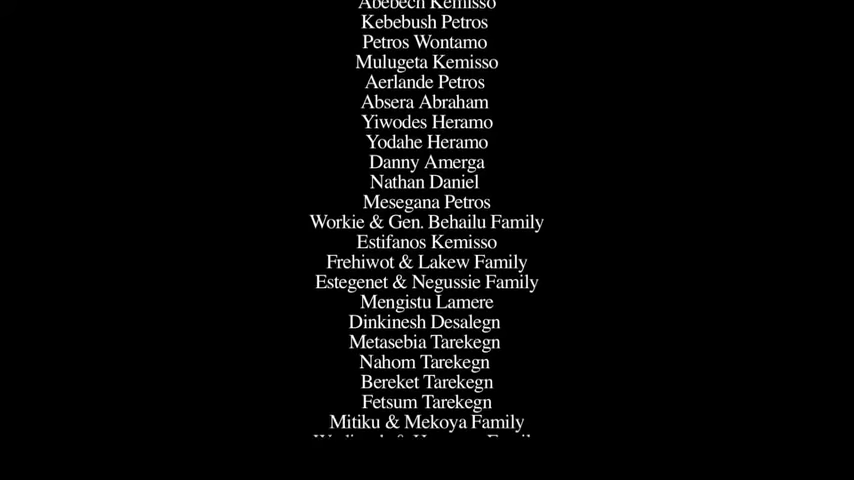 Abebech Kemisso
Kebebush Petros
Petros Wontamo
Mulugeta Kemisso
Aerlande Petros
Absera Abraham
Yiwodes Heramo
Yodahe Heramo
Danny Amerga
Nathan Daniel
Mesegana Petros
Workie & Gen. Behailu Family
Estifanos Kemisso
Frehiwot & Lakew Family
Estegenet & Negussie Family
Mengistu Lamere
Dinkinesh Desalegn
Metasebia Tarekegn
Nahom Tarekegn
Bereket Tarekegn
Fetsum Tarekegn
Mitiku & Mekoya Family